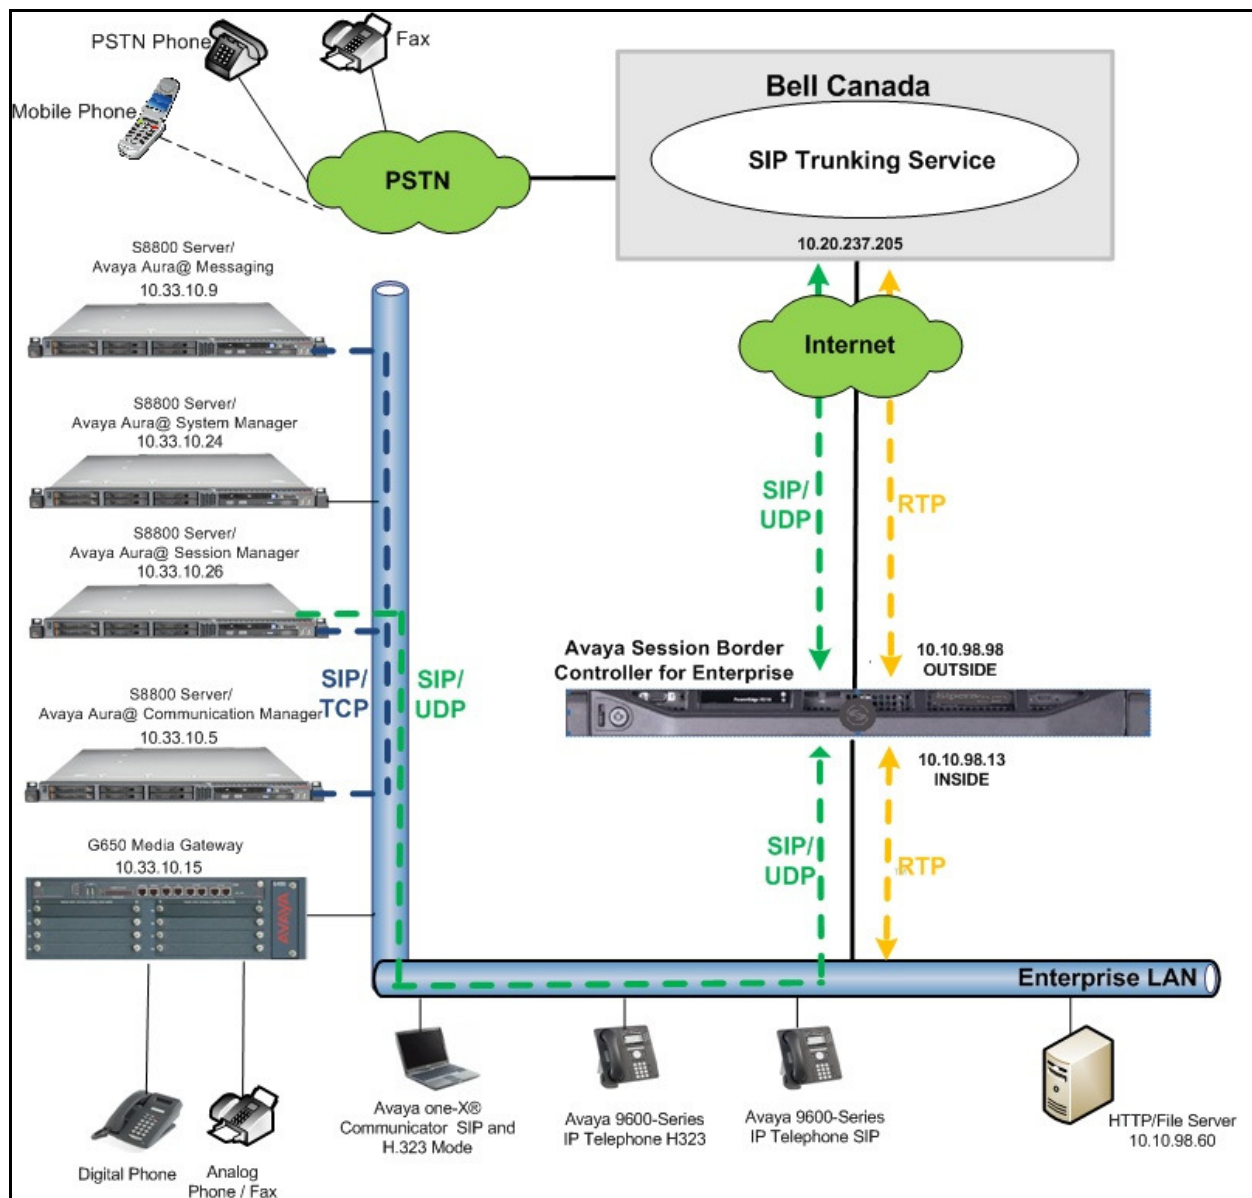 PSTN Phone
Fax
Mobile Phone
PSTN
Bell Canada
SIP Trunking Service
10.20.237.205
Internet
S8800 Server/
Avaya Aura@ Messaging
10.33.10.9
S8800 Server/
Avaya Aura@ System Manager
10.33.10.24
S8800 Server/
Avaya Aura@ Session Manager
10.33.10.26
S8800 Server/
Avaya Aura@ Communication Manager
10.33.10.5
G650 Media Gateway
10.33.10.15
AVAYA
SIP/
TCP
SIP/
UDP
SIP/
UDP
RTP
Avaya Session Border
Controller for Enterprise
10.10.98.98
OUTSIDE
10.10.98.13
INSIDE
SIP/
UDP
RTP
Enterprise LAN
Digital Phone
Analog
Phone / Fax
Avaya one-X®
Communicator SIP and
H.323 Mode
Avaya 9600-Series
IP Telephone H323
Avaya 9600-Series
IP Telephone SIP
HTTP/File Server
10.10.98.60